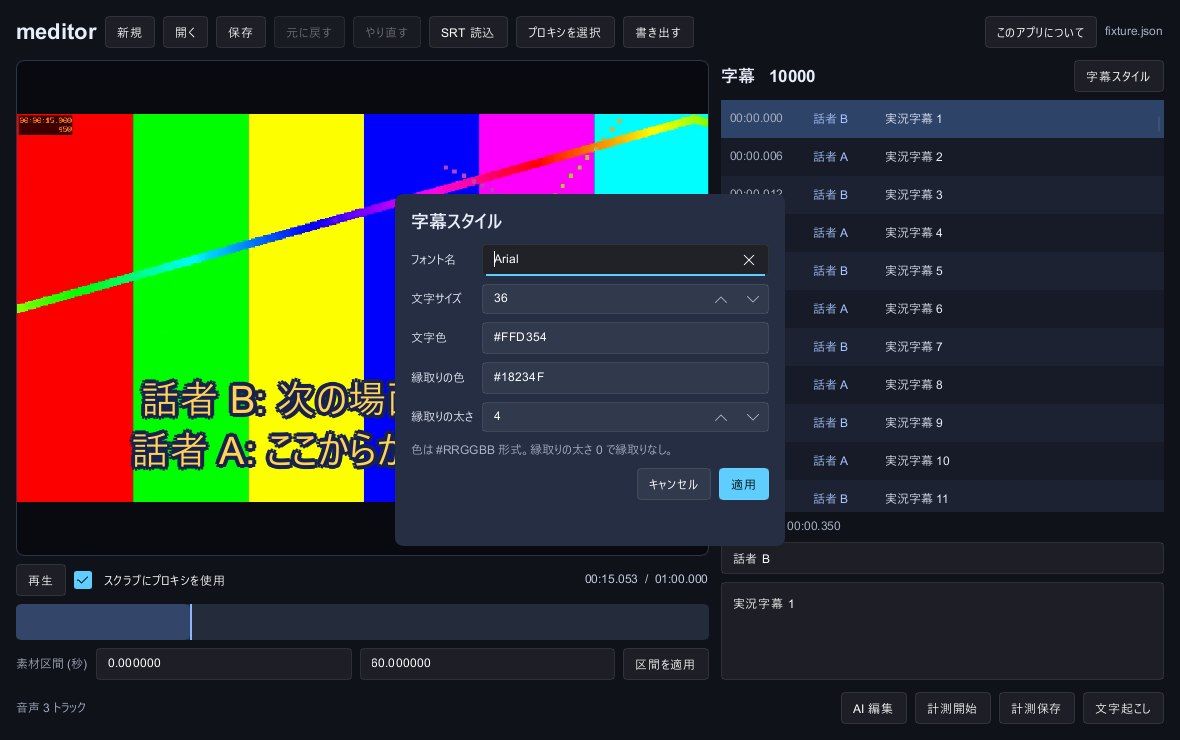 meditor 新規 開く 保存 元に戻す やり直す SRT 読込 プロキシを選択 書き出す このアプリについて fixture.json
字幕 10000 字幕スタイル
00:00:15.000
450
00:00.000 話者 B 実況字幕 1
00:00.006 話者 A 実況字幕 2
00:00.012 話者 B 実況字幕 3
話者 A 実況字幕 4
話者 B 実況字幕 5
話者 A 実況字幕 6
話者 B 実況字幕 7
話者 A 実況字幕 8
話者 B 実況字幕 9
話者 A 実況字幕 10
話者 B 実況字幕 11
話者 B: 次の場
話者 A: ここから
字幕スタイル
フォント名 Arial
文字サイズ 36
文字色 #FFD354
縁取りの色 #18234F
縁取りの太さ 4
色は #RRGGBB 形式。縁取りの太さ 0 で縁取りなし。
キャンセル 適用
00:00.350
話者 B
実況字幕 1
再生 スクラブにプロキシを使用 00:15.053 / 01:00.000
素材区間 (秒) 0.000000 60.000000 区間を適用
音声 3 トラック AI 編集 計測開始 計測保存 文字起こし